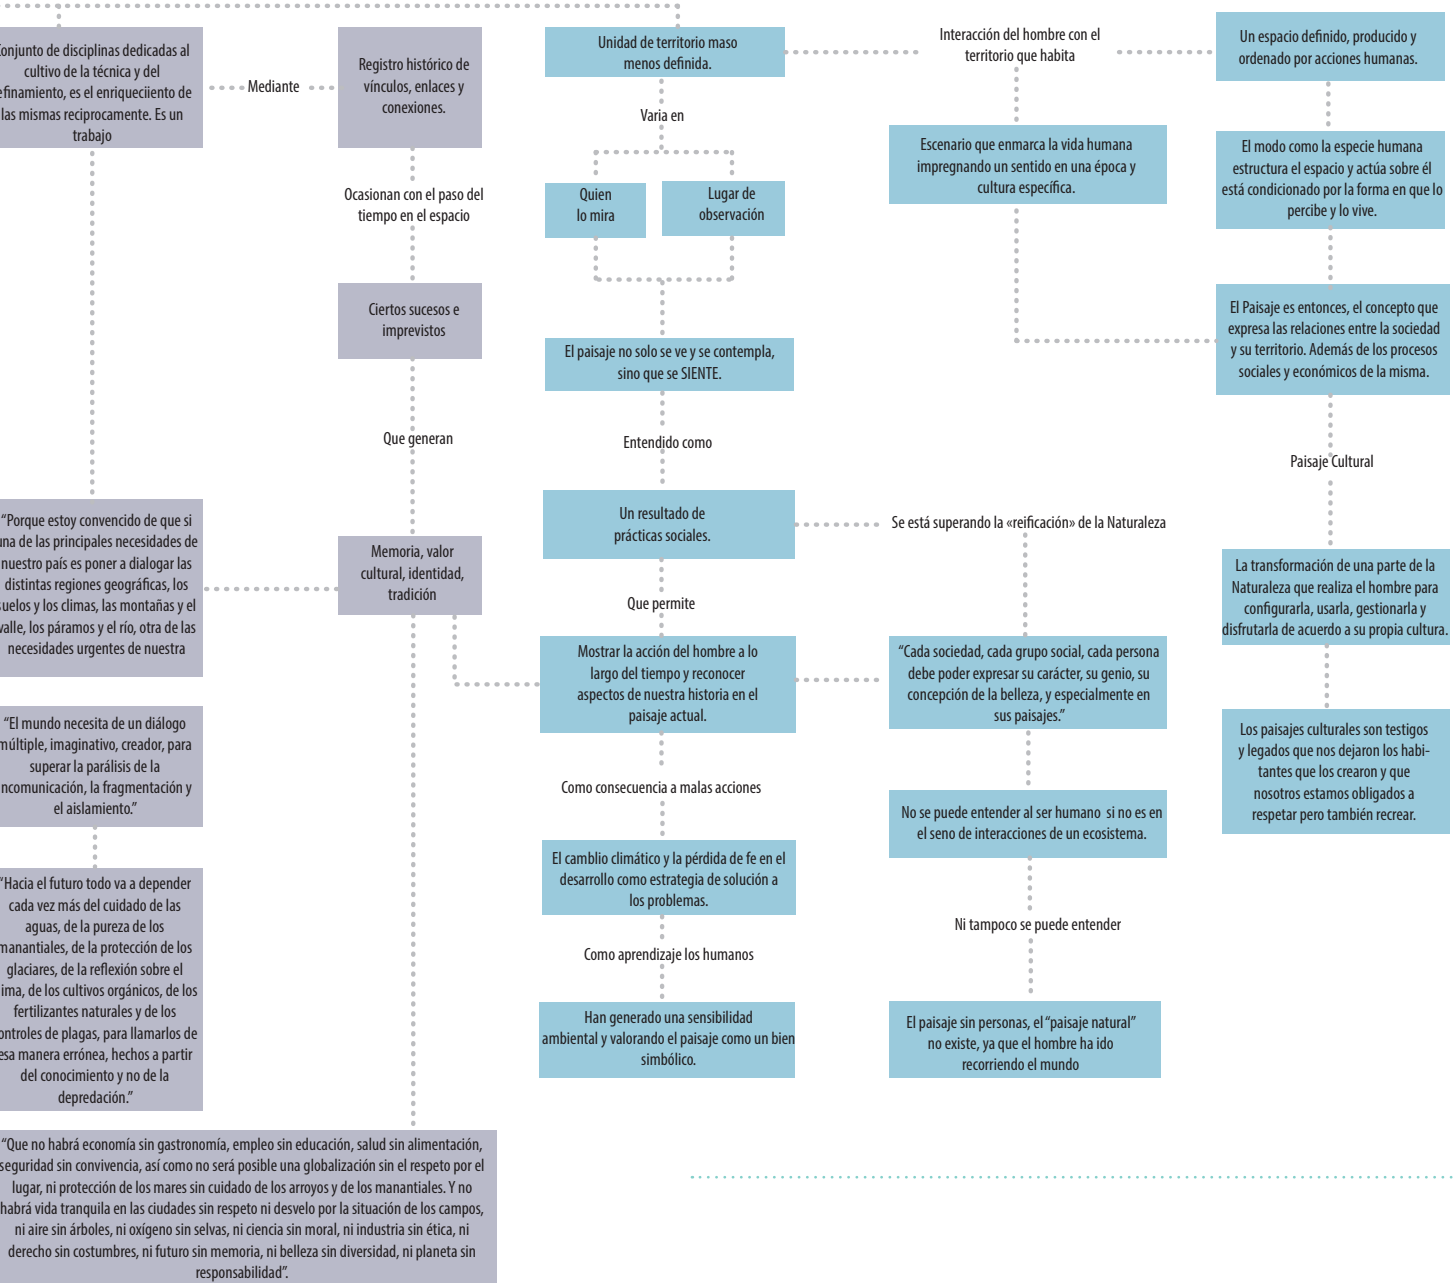 Conjunto de disciplinas dedicadas al
cultivo de la técnica y del
refinamiento, es el enriqueciiento de
las mismas reciprocamente. Es un
trabajo
Mediante
Registro histórico de
vínculos, enlaces y
conexiones.
Ocasionan con el paso del
tiempo en el espacio
Ciertos sucesos e
imprevistos
Que generan
Memoria, valor
cultural, identidad,
tradición
“Porque estoy convencido de que si
una de las principales necesidades de
nuestro país es poner a dialogar las
distintas regiones geográficas, los
suelos y los climas, las montañas y el
valle, los páramos y el río, otra de las
necesidades urgentes de nuestra
“El mundo necesita de un diálogo
múltiple, imaginativo, creador, para
superar la parálisis de la
incomunicación, la fragmentación y
el aislamiento.”
“Hacia el futuro todo va a depender
cada vez más del cuidado de las
aguas, de la pureza de los
manantiales, de la protección de los
glaciares, de la reflexión sobre el
clima, de los cultivos orgánicos, de los
fertilizantes naturales y de los
controles de plagas, para llamarlos de
esa manera errónea, hechos a partir
del conocimiento y no de la
depredación.”
“Que no habrá economía sin gastronomía, empleo sin educación, salud sin alimentación,
seguridad sin convivencia, así como no será posible una globalización sin el respeto por el
lugar, ni protección de los mares sin cuidado de los arroyos y de los manantiales. Y no
habrá vida tranquila en las ciudades sin respeto ni desvelo por la situación de los campos,
ni aire sin árboles, ni oxígeno sin selvas, ni ciencia sin moral, ni industria sin ética, ni
derecho sin costumbres, ni futuro sin memoria, ni belleza sin diversidad, ni planeta sin
responsabilidad”.
Unidad de territorio maso
menos definida.
Varia en
Quien
lo mira
Lugar de
observación
El paisaje no solo se ve y se contempla,
sino que se SIENTE.
Entendido como
Un resultado de
prácticas sociales.
Que permite
Mostrar la acción del hombre a lo
largo del tiempo y reconocer
aspectos de nuestra historia en el
paisaje actual.
Como consecuencia a malas acciones
El camblio climático y la pérdida de fe en el
desarrollo como estrategia de solución a
los problemas.
Como aprendizaje los humanos
Han generado una sensibilidad
ambiental y valorando el paisaje como un bien
simbólico.
Interacción del hombre con el
territorio que habita
Escenario que enmarca la vida humana
impregnando un sentido en una época y
cultura específica.
Se está superando la «reificación» de la Naturaleza
“Cada sociedad, cada grupo social, cada persona
debe poder expresar su carácter, su genio, su
concepción de la belleza, y especialmente en
sus paisajes.”
No se puede entender al ser humano si no es en
el seno de interacciones de un ecosistema.
Ni tampoco se puede entender
El paisaje sin personas, el “paisaje natural”
no existe, ya que el hombre ha ido
recorriendo el mundo
Un espacio definido, producido y
ordenado por acciones humanas.
El modo como la especie humana
estructura el espacio y actúa sobre él
está condicionado por la forma en que lo
percibe y lo vive.
El Paisaje es entonces, el concepto que
expresa las relaciones entre la sociedad
y su territorio. Además de los procesos
sociales y económicos de la misma.
Paisaje Cultural
La transformación de una parte de la
Naturaleza que realiza el hombre para
configurarla, usarla, gestionarla y
disfrutarla de acuerdo a su propia cultura.
Los paisajes culturales son testigos
y legados que nos dejaron los habi-
tantes que los crearon y que
nosotros estamos obligados a
respetar pero también recrear.